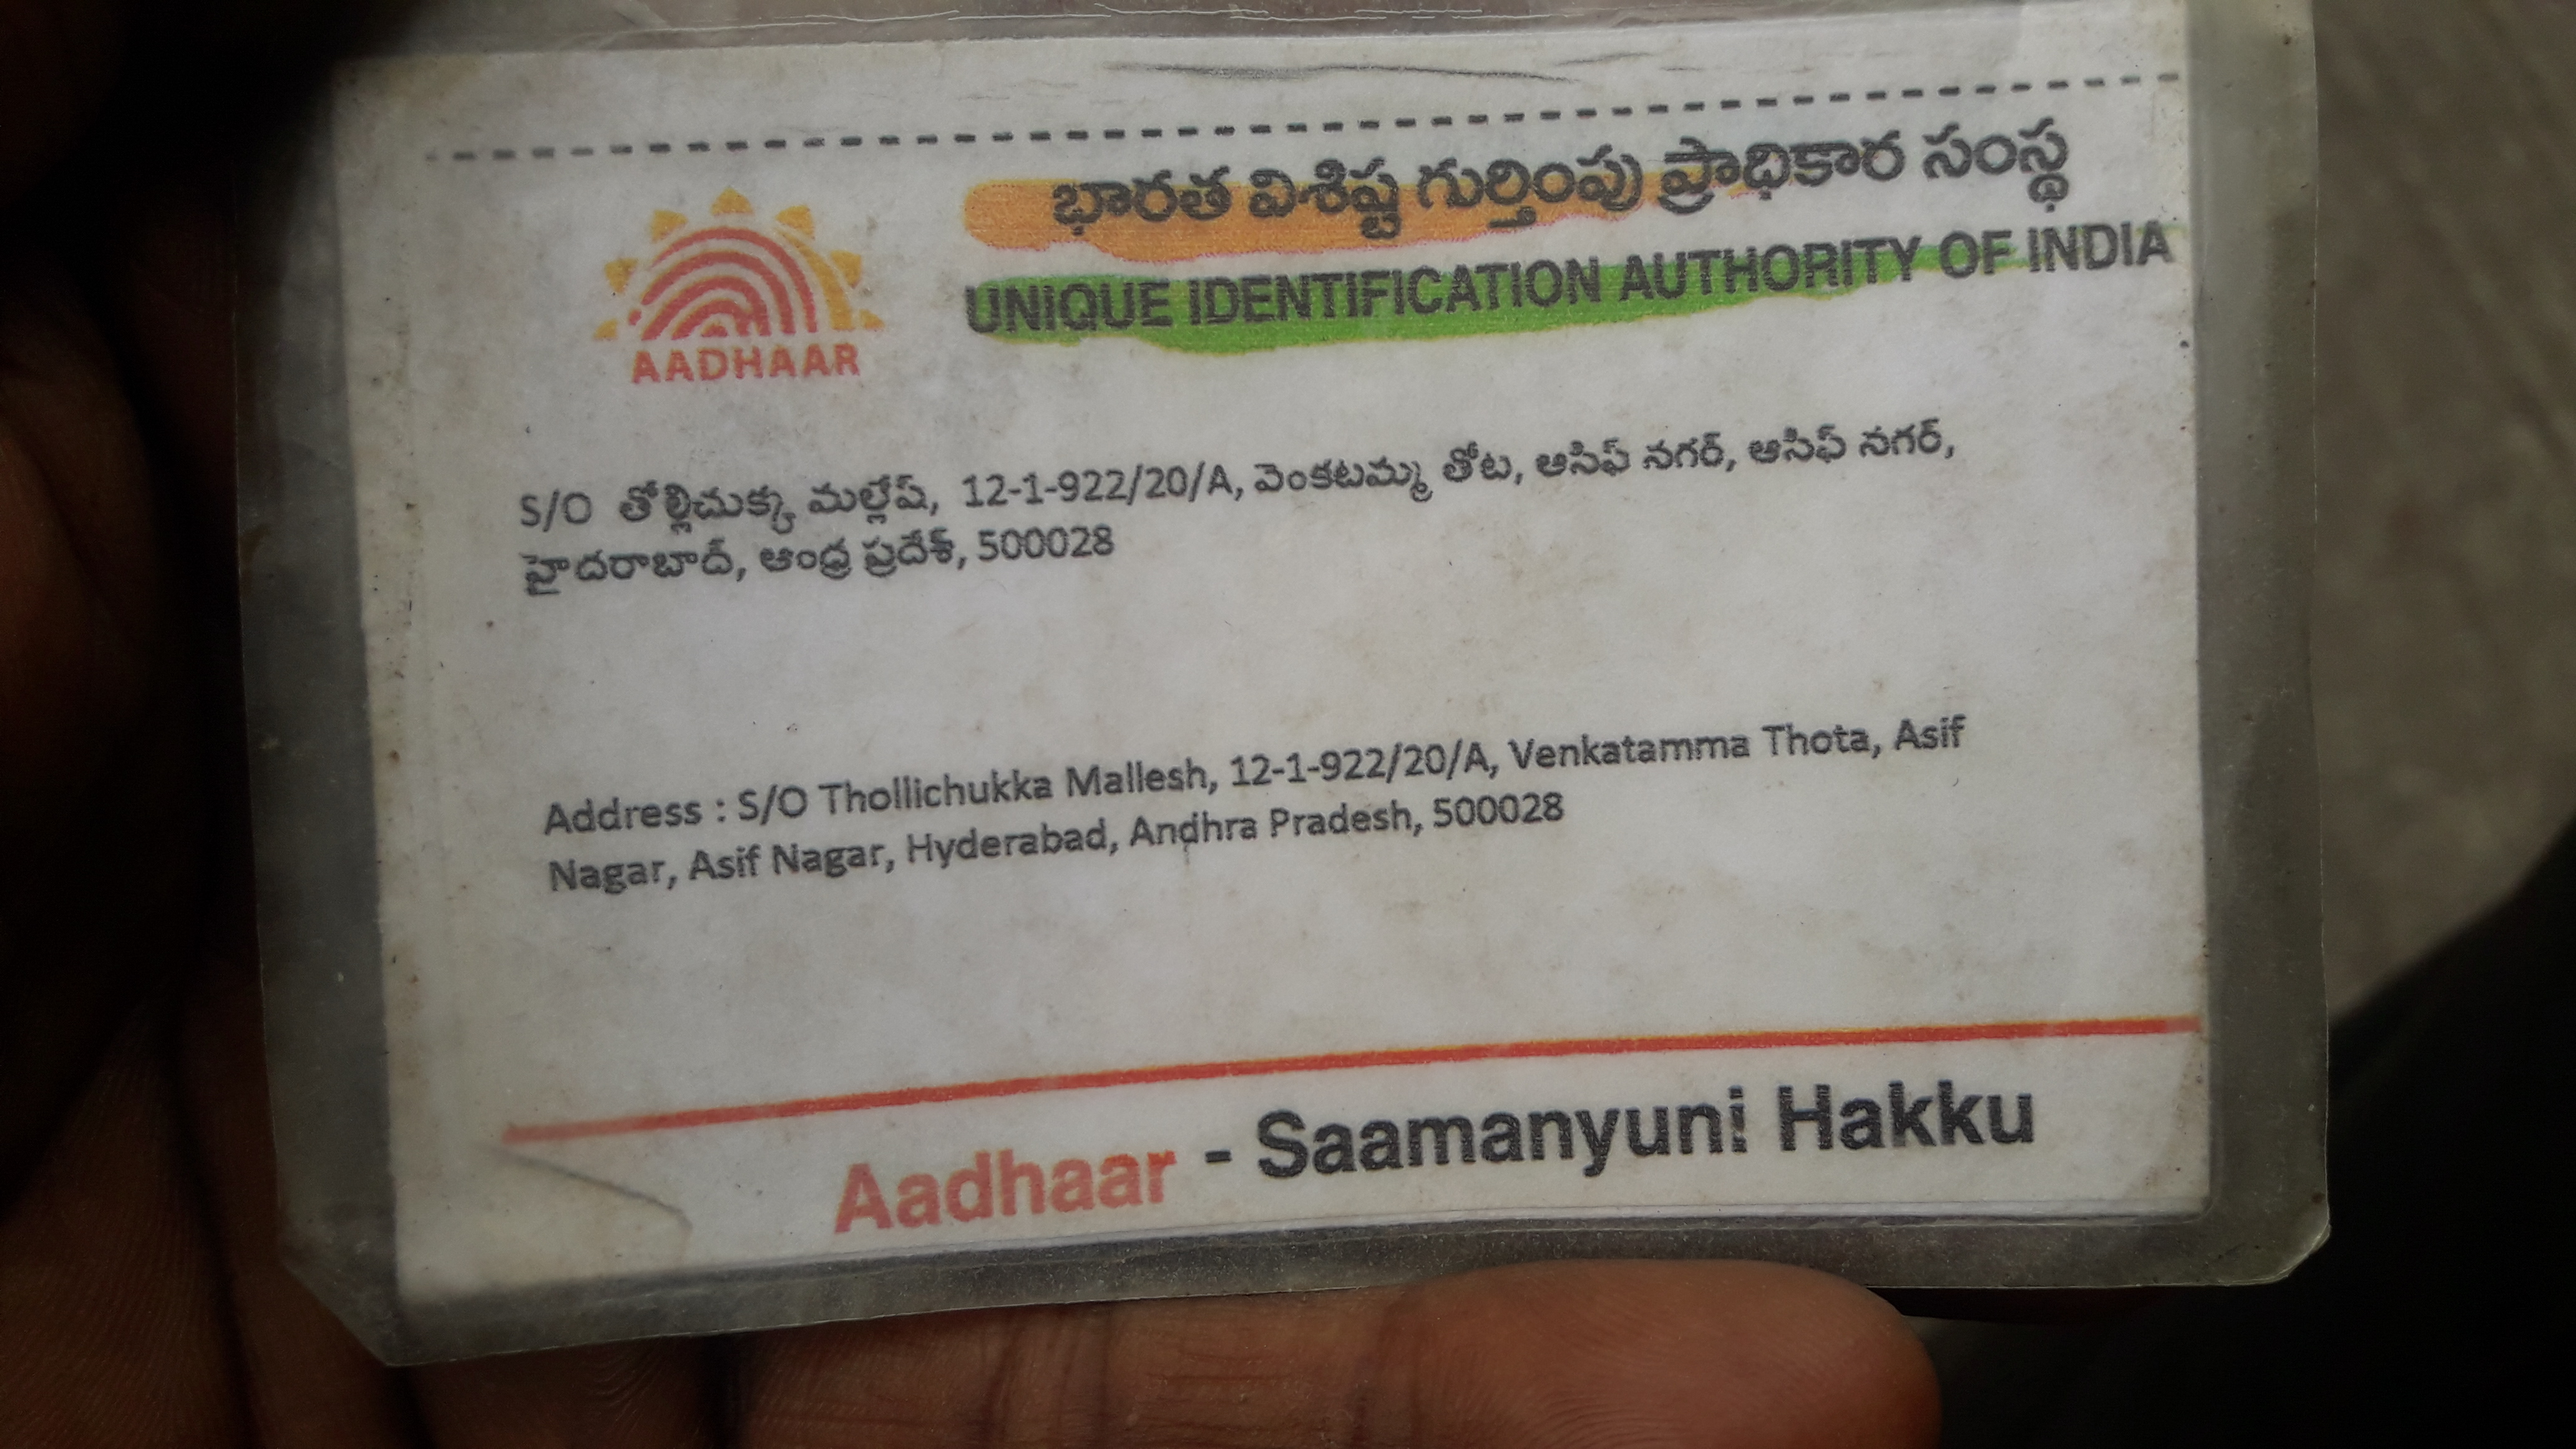 భారత విశిష్ట గుర్తింపు ప్రాధికార సంస్థ
AADHAAR
UNIQUE IDENTIFICATION AUTHORITY OF INDIA
S/O తోల్లిచుక్క మల్లేష్, 12-1-922/20/A, వెంకటమ్మ తోట, ఆసిఫ్ నగర్, ఆసిఫ్ నగర్,
హైదరాబాద్, ఆంధ్ర ప్రదేశ్, 500028
Address : S/O Thollichukka Mallesh, 12-1-922/20/A, Venkatamma Thota, Asif
Nagar, Asif Nagar, Hyderabad, Andhra Pradesh, 500028
Aadhaar - Saamanyuni Hakku